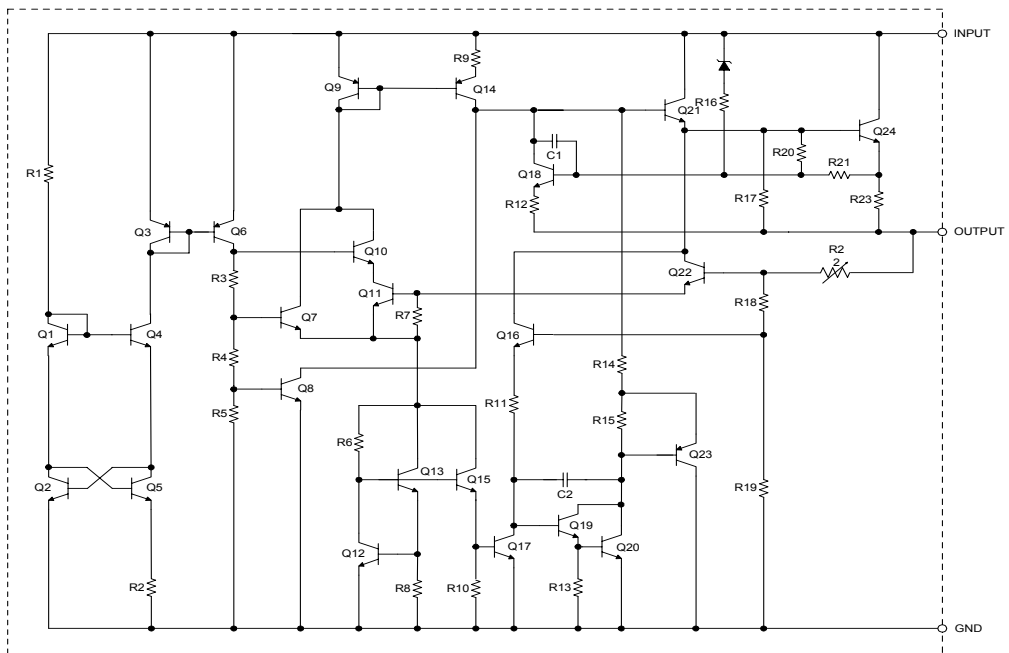 INPUT
R9
Q9
Q14
R16
Q21
Q24
C1
R20
R21
Q18
R1
R12
R17
R23
Q3
Q6
OUTPUT
R2
2
Q10
Q22
R3
Q11
R18
R7
Q7
Q1
Q4
Q16
R4
R14
Q8
R11
R5
R15
R6
Q23
Q13
Q15
R19
Q2
Q5
C2
Q19
Q12
Q17
Q20
R2
R8
R10
R13
GND